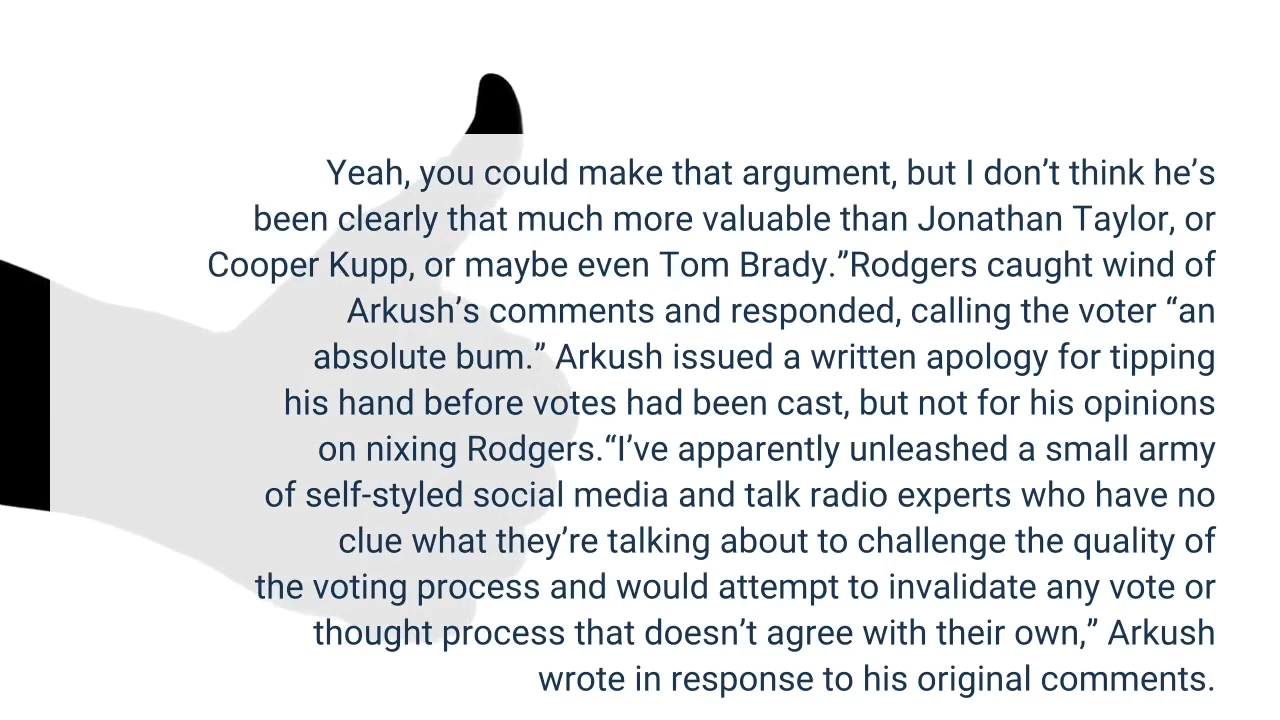 Yeah, you could make that argument, but I don’t think he’s
been clearly that much more valuable than Jonathan Taylor, or
Cooper Kupp, or maybe even Tom Brady.”Rodgers caught wind of
Arkush’s comments and responded, calling the voter “an
absolute bum.” Arkush issued a written apology for tipping
his hand before votes had been cast, but not for his opinions
on nixing Rodgers.“I’ve apparently unleashed a small army
of self-styled social media and talk radio experts who have no
clue what they’re talking about to challenge the quality of
the voting process and would attempt to invalidate any vote or
thought process that doesn’t agree with their own,” Arkush
wrote in response to his original comments.